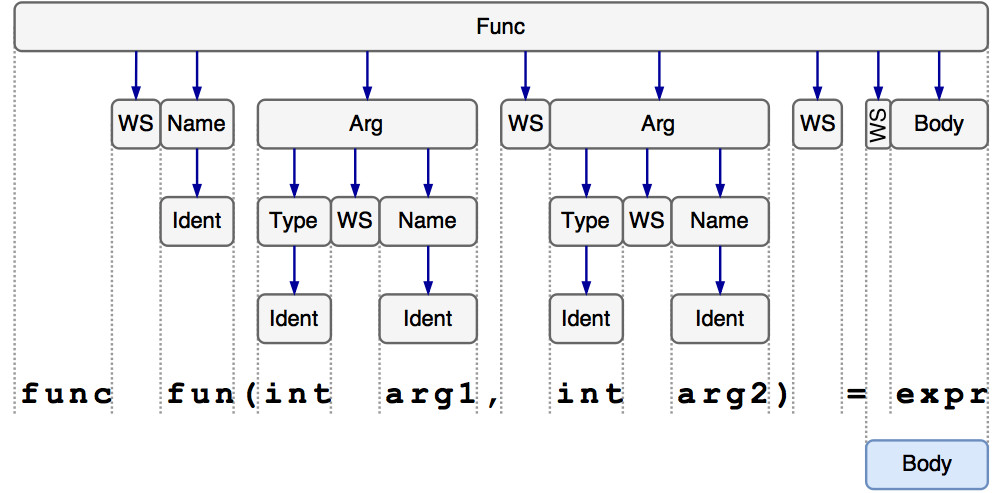 Func
WS Name Arg WS Arg WS WS Body
Ident Type WS Name Type WS Name
Ident Ident Ident Ident
func fun(int arg1, int arg2) = expr
Body